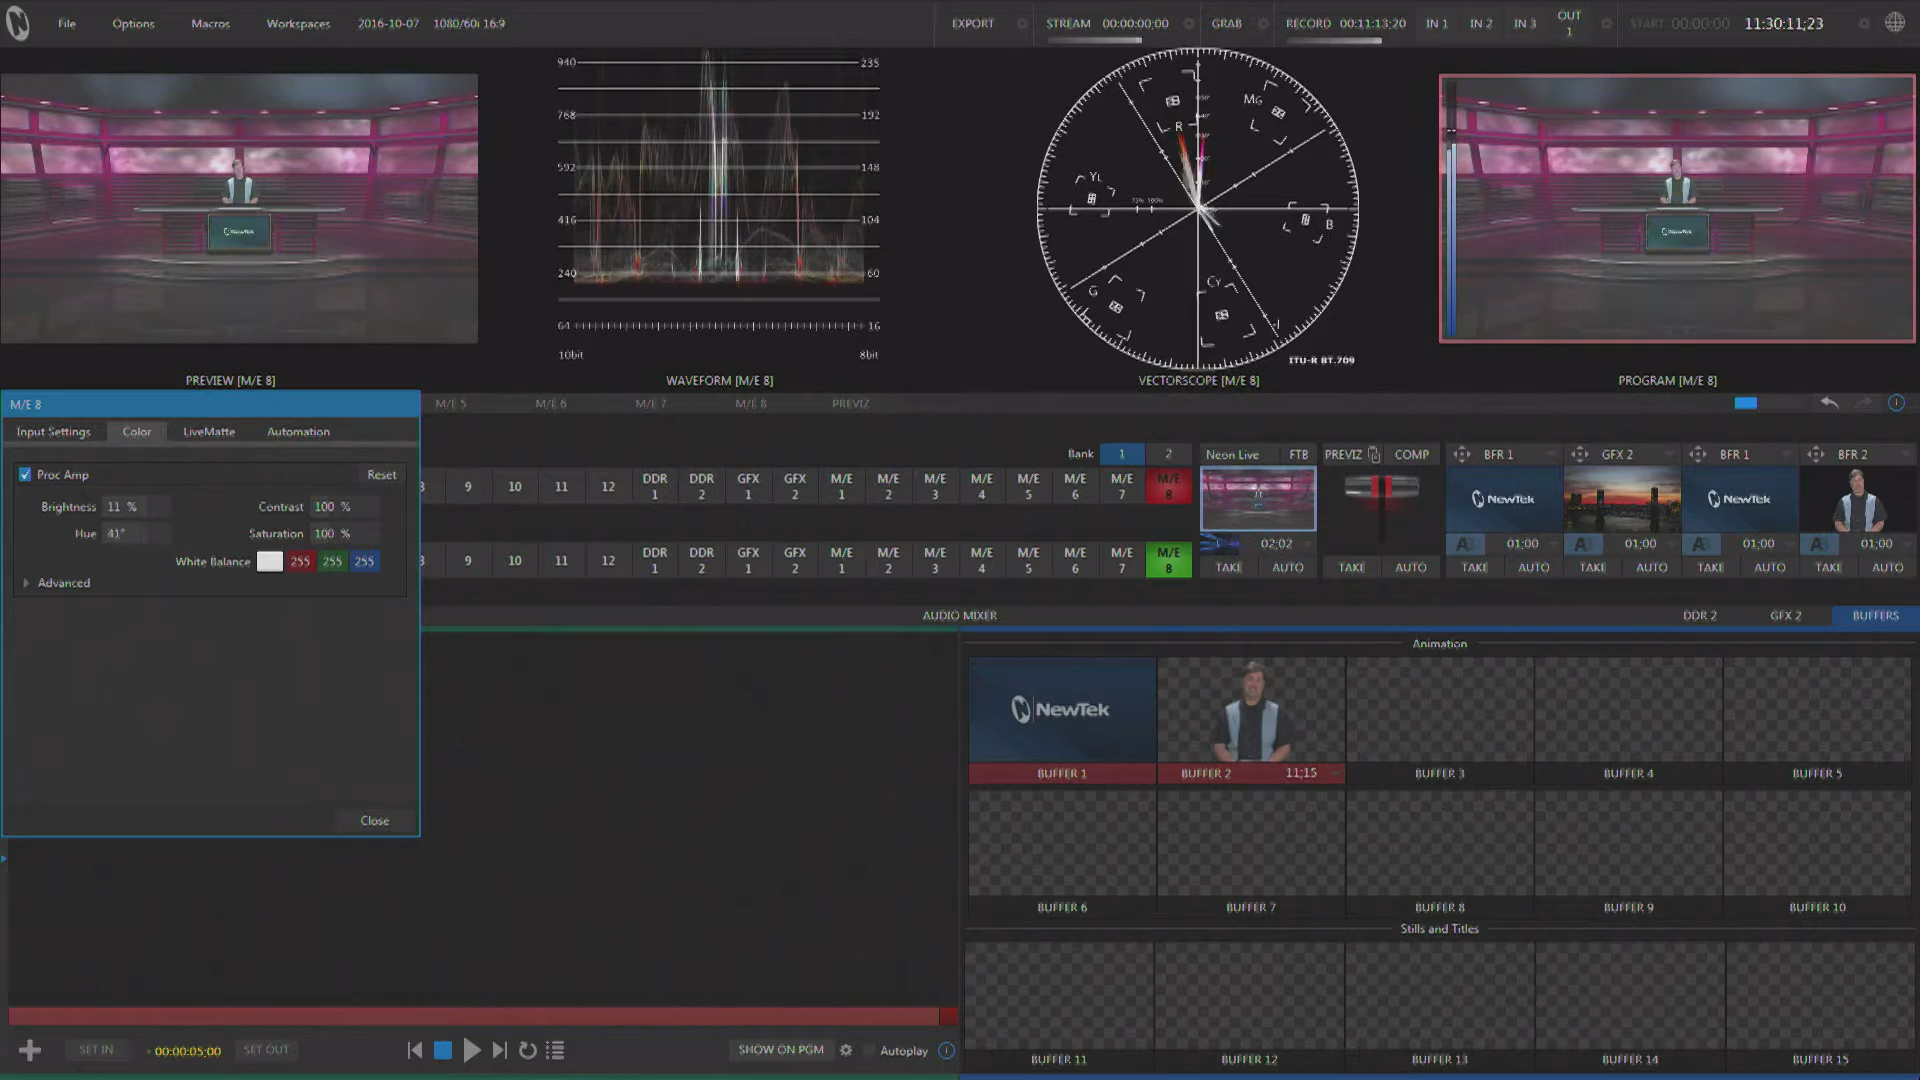 File Options Macros Workspaces 2016-10-07 1080/60i 16:9
EXPORT STREAM 00:00:00;00 GRAB RECORD 00:11:13;20 IN 1 IN 2 IN 3 OUT 1 START 00:00:00 11:30:11;23
940 235
768 192
592 148
416 104
240 60
64 16
10bit 8bit
R
MG
YL
75% 100%
B
G
CY
-I
ITU-R BT.709
NewTek
NewTek
PREVIEW [M/E 8] WAVEFORM [M/E 8] VECTORSCOPE [M/E 8] PROGRAM [M/E 8]
M/E 8
M/E 5 M/E 6 M/E 7 M/E 8 PREVIZ
Input Settings Color LiveMatte Automation
Proc Amp Reset
Brightness 11 % Contrast 100 %
Hue 41° Saturation 100 %
White Balance 255 255 255
Advanced
Close
Bank 1 2
9 10 11 12 DDR 1 DDR 2 GFX 1 GFX 2 M/E 1 M/E 2 M/E 3 M/E 4 M/E 5 M/E 6 M/E 7 M/E 8
9 10 11 12 DDR 1 DDR 2 GFX 1 GFX 2 M/E 1 M/E 2 M/E 3 M/E 4 M/E 5 M/E 6 M/E 7 M/E 8
Neon Live FTB PREVIZ COMP BFR 1 GFX 2 BFR 1 BFR 2
NewTek NewTek
02:02 01:00 01:00 01:00 01:00
TAKE AUTO TAKE AUTO TAKE AUTO TAKE AUTO TAKE AUTO TAKE AUTO
AUDIO MIXER DDR 2 GFX 2 BUFFERS
Animation
NewTek
BUFFER 1 BUFFER 2 11;15 BUFFER 3 BUFFER 4 BUFFER 5
BUFFER 6 BUFFER 7 BUFFER 8 BUFFER 9 BUFFER 10
Stills and Titles
BUFFER 11 BUFFER 12 BUFFER 13 BUFFER 14 BUFFER 15
SET IN 00:00:05;00 SET OUT SHOW ON PGM Autoplay